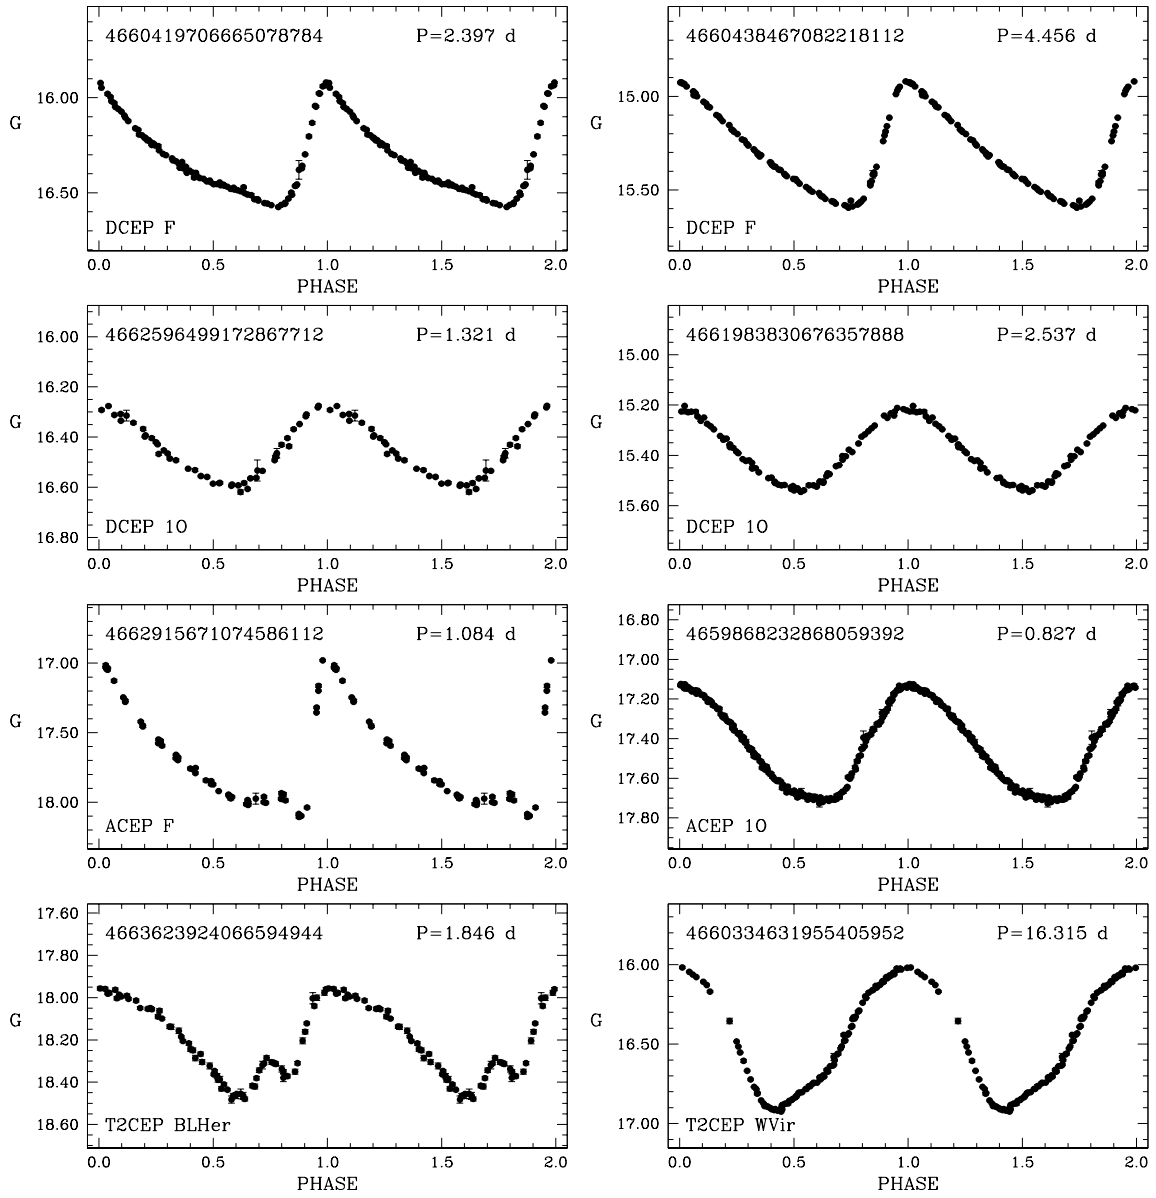 4660419706665078784 P=2.397 d
16.00
G
16.50
DCEP F
0.0 0.5 1.0 1.5 2.0
PHASE
4660438467082218112 P=4.456 d
15.00
G
15.50
DCEP F
0.0 0.5 1.0 1.5 2.0
PHASE
4662596499172867712 P=1.321 d
16.00
16.20
G
16.40
16.60
16.80
DCEP 1O
0.0 0.5 1.0 1.5 2.0
PHASE
4661983830676357888 P=2.537 d
15.00
15.20
G
15.40
15.60
DCEP 1O
0.0 0.5 1.0 1.5 2.0
PHASE
4662915671074586112 P=1.084 d
17.00
G
17.50
18.00
ACEP F
0.0 0.5 1.0 1.5 2.0
PHASE
4659868232868059392 P=0.827 d
16.80
17.00
17.20
G
17.40
17.60
17.80
ACEP 1O
0.0 0.5 1.0 1.5 2.0
PHASE
4663623924066594944 P=1.846 d
17.60
17.80
18.00
G
18.20
18.40
18.60
T2CEP BLHer
0.0 0.5 1.0 1.5 2.0
PHASE
4660334631955405952 P=16.315 d
16.00
G
16.50
17.00
T2CEP WVir
0.0 0.5 1.0 1.5 2.0
PHASE